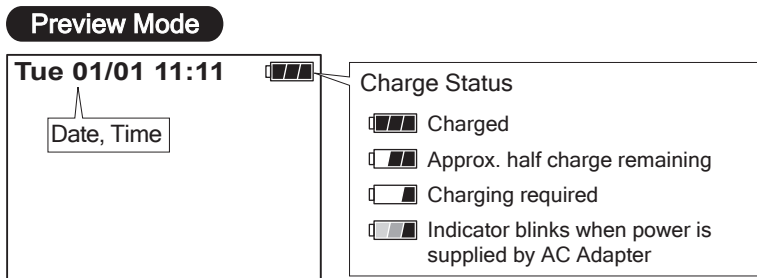 Preview Mode
Tue 01/01 11:11
Date, Time
Charge Status
Charged
Approx. half charge remaining
Charging required
Indicator blinks when power is
supplied by AC Adapter